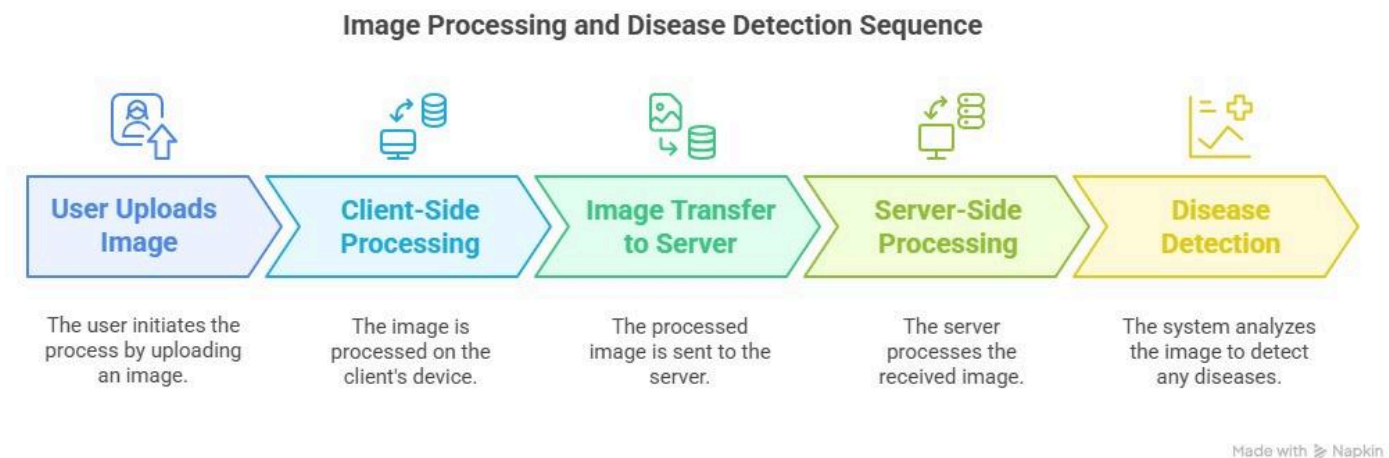 Image Processing and Disease Detection Sequence
User Uploads
Image
Client-Side
Processing
Image Transfer
to Server
Server-Side
Processing
Disease
Detection
The user initiates the
process by uploading
an image.
The image is
processed on the
client's device.
The processed
image is sent to the
server.
The server
processes the
received image.
The system analyzes
the image to detect
any diseases.
Made with Napkin